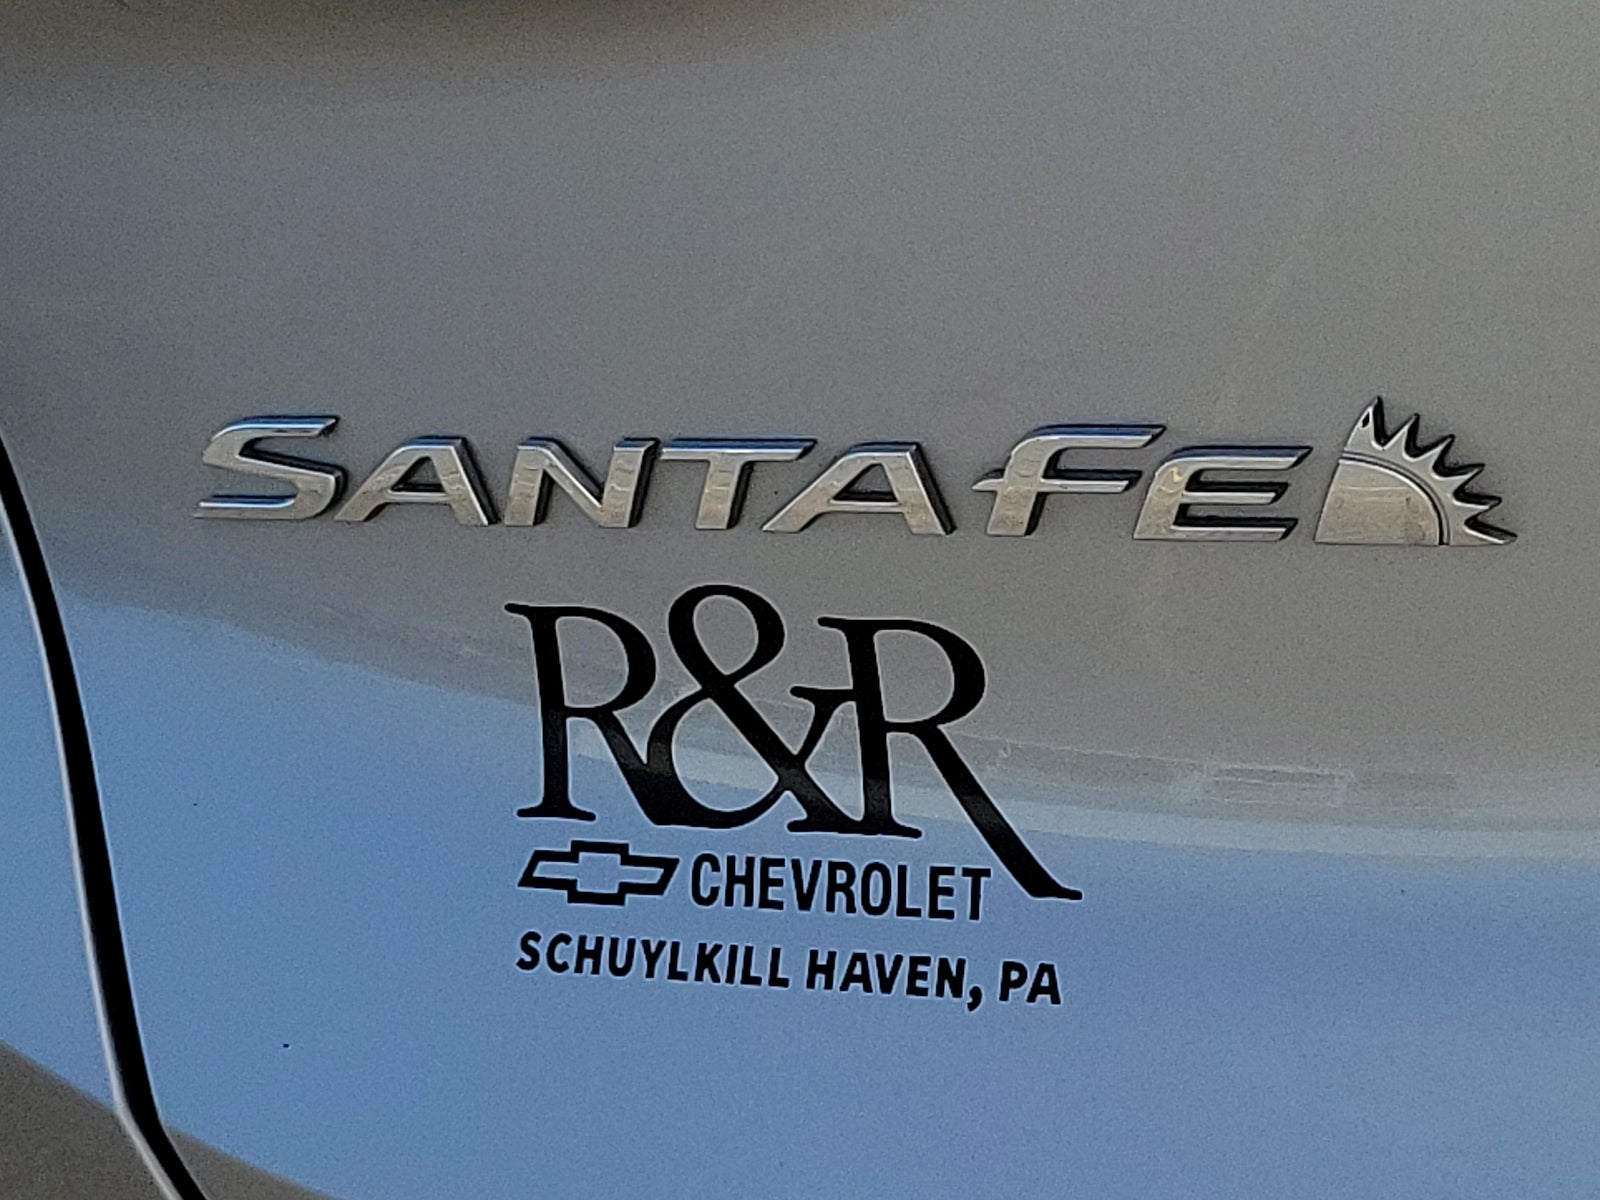 SANTA FE
R&R
CHEVROLET
SCHUYLKILL HAVEN, PA